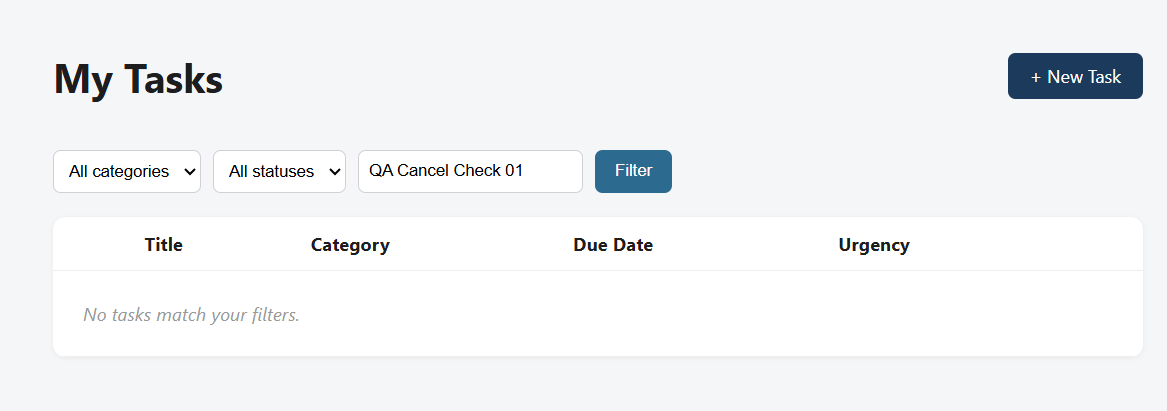 My Tasks
+ New Task
All categories All statuses QA Cancel Check 01 Filter
Title Category Due Date Urgency
No tasks match your filters.